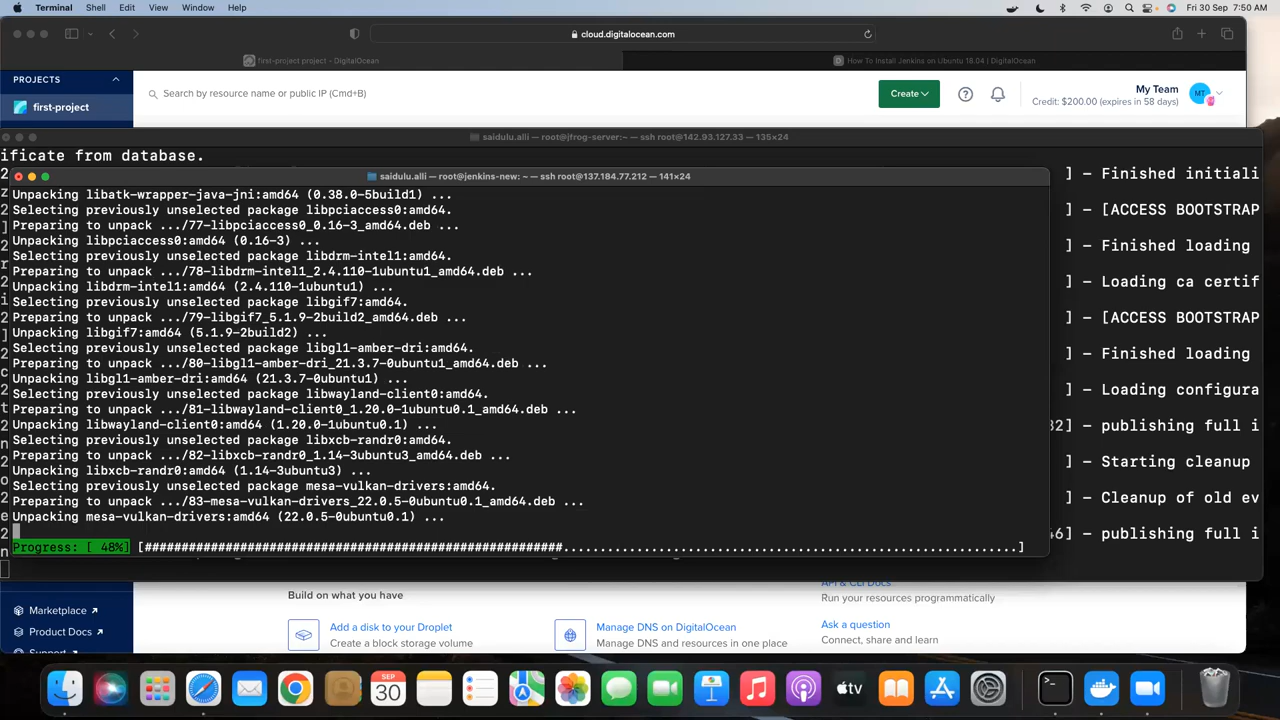 Terminal Shell Edit View Window Help Fri 30 Sep 7:50 AM
cloud.digitalocean.com
first-project project - DigitalOcean How To Install Jenkins on Ubuntu 18.04 | DigitalOcean
PROJECTS
first-project
Search by resource name or public IP (Cmd+B)
Create
My Team
Credit: $200.00 (expires in 58 days)
MT
saidulu.alli — root@jfrog-server:~ — ssh root@142.93.127.33 — 135×24
ificate from database.
] - Finished initiali
] - [ACCESS BOOTSTRAP
] - Finished loading
] - Loading ca certif
] - [ACCESS BOOTSTRAP
] - Finished loading
] - Loading configura
32] - publishing full i
] - Starting cleanup
] - Cleanup of old ev
46] - publishing full i
saidulu.alli — root@jenkins-new: ~ — ssh root@137.184.77.212 — 141×24
Unpacking libatk-wrapper-java-jni:amd64 (0.38.0-5build1) ...
Selecting previously unselected package libpciaccess0:amd64.
Preparing to unpack .../77-libpciaccess0_0.16-3_amd64.deb ...
Unpacking libpciaccess0:amd64 (0.16-3) ...
Selecting previously unselected package libdrm-intel1:amd64.
Preparing to unpack .../78-libdrm-intel1_2.4.110-1ubuntu1_amd64.deb ...
Unpacking libdrm-intel1:amd64 (2.4.110-1ubuntu1) ...
Selecting previously unselected package libgif7:amd64.
Preparing to unpack .../79-libgif7_5.1.9-2build2_amd64.deb ...
Unpacking libgif7:amd64 (5.1.9-2build2) ...
Selecting previously unselected package libgl1-amber-dri:amd64.
Preparing to unpack .../80-libgl1-amber-dri_21.3.7-0ubuntu1_amd64.deb ...
Unpacking libgl1-amber-dri:amd64 (21.3.7-0ubuntu1) ...
Selecting previously unselected package libwayland-client0:amd64.
Preparing to unpack .../81-libwayland-client0_1.20.0-1ubuntu0.1_amd64.deb ...
Unpacking libwayland-client0:amd64 (1.20.0-1ubuntu0.1) ...
Selecting previously unselected package libxcb-randr0:amd64.
Preparing to unpack .../82-libxcb-randr0_1.14-3ubuntu3_amd64.deb ...
Unpacking libxcb-randr0:amd64 (1.14-3ubuntu3) ...
Selecting previously unselected package mesa-vulkan-drivers:amd64.
Preparing to unpack .../83-mesa-vulkan-drivers_22.0.5-0ubuntu0.1_amd64.deb ...
Unpacking mesa-vulkan-drivers:amd64 (22.0.5-0ubuntu0.1) ...
Progress: [ 48%] [#########################################################..............................................................]
Build on what you have
Add a disk to your Droplet
Create a block storage volume
Manage DNS on DigitalOcean
Manage DNS and resources in one place
API & CLI Docs
Run your resources programmatically
Ask a question
Connect, share and learn
Marketplace
Product Docs
Support
SEP
30
tv